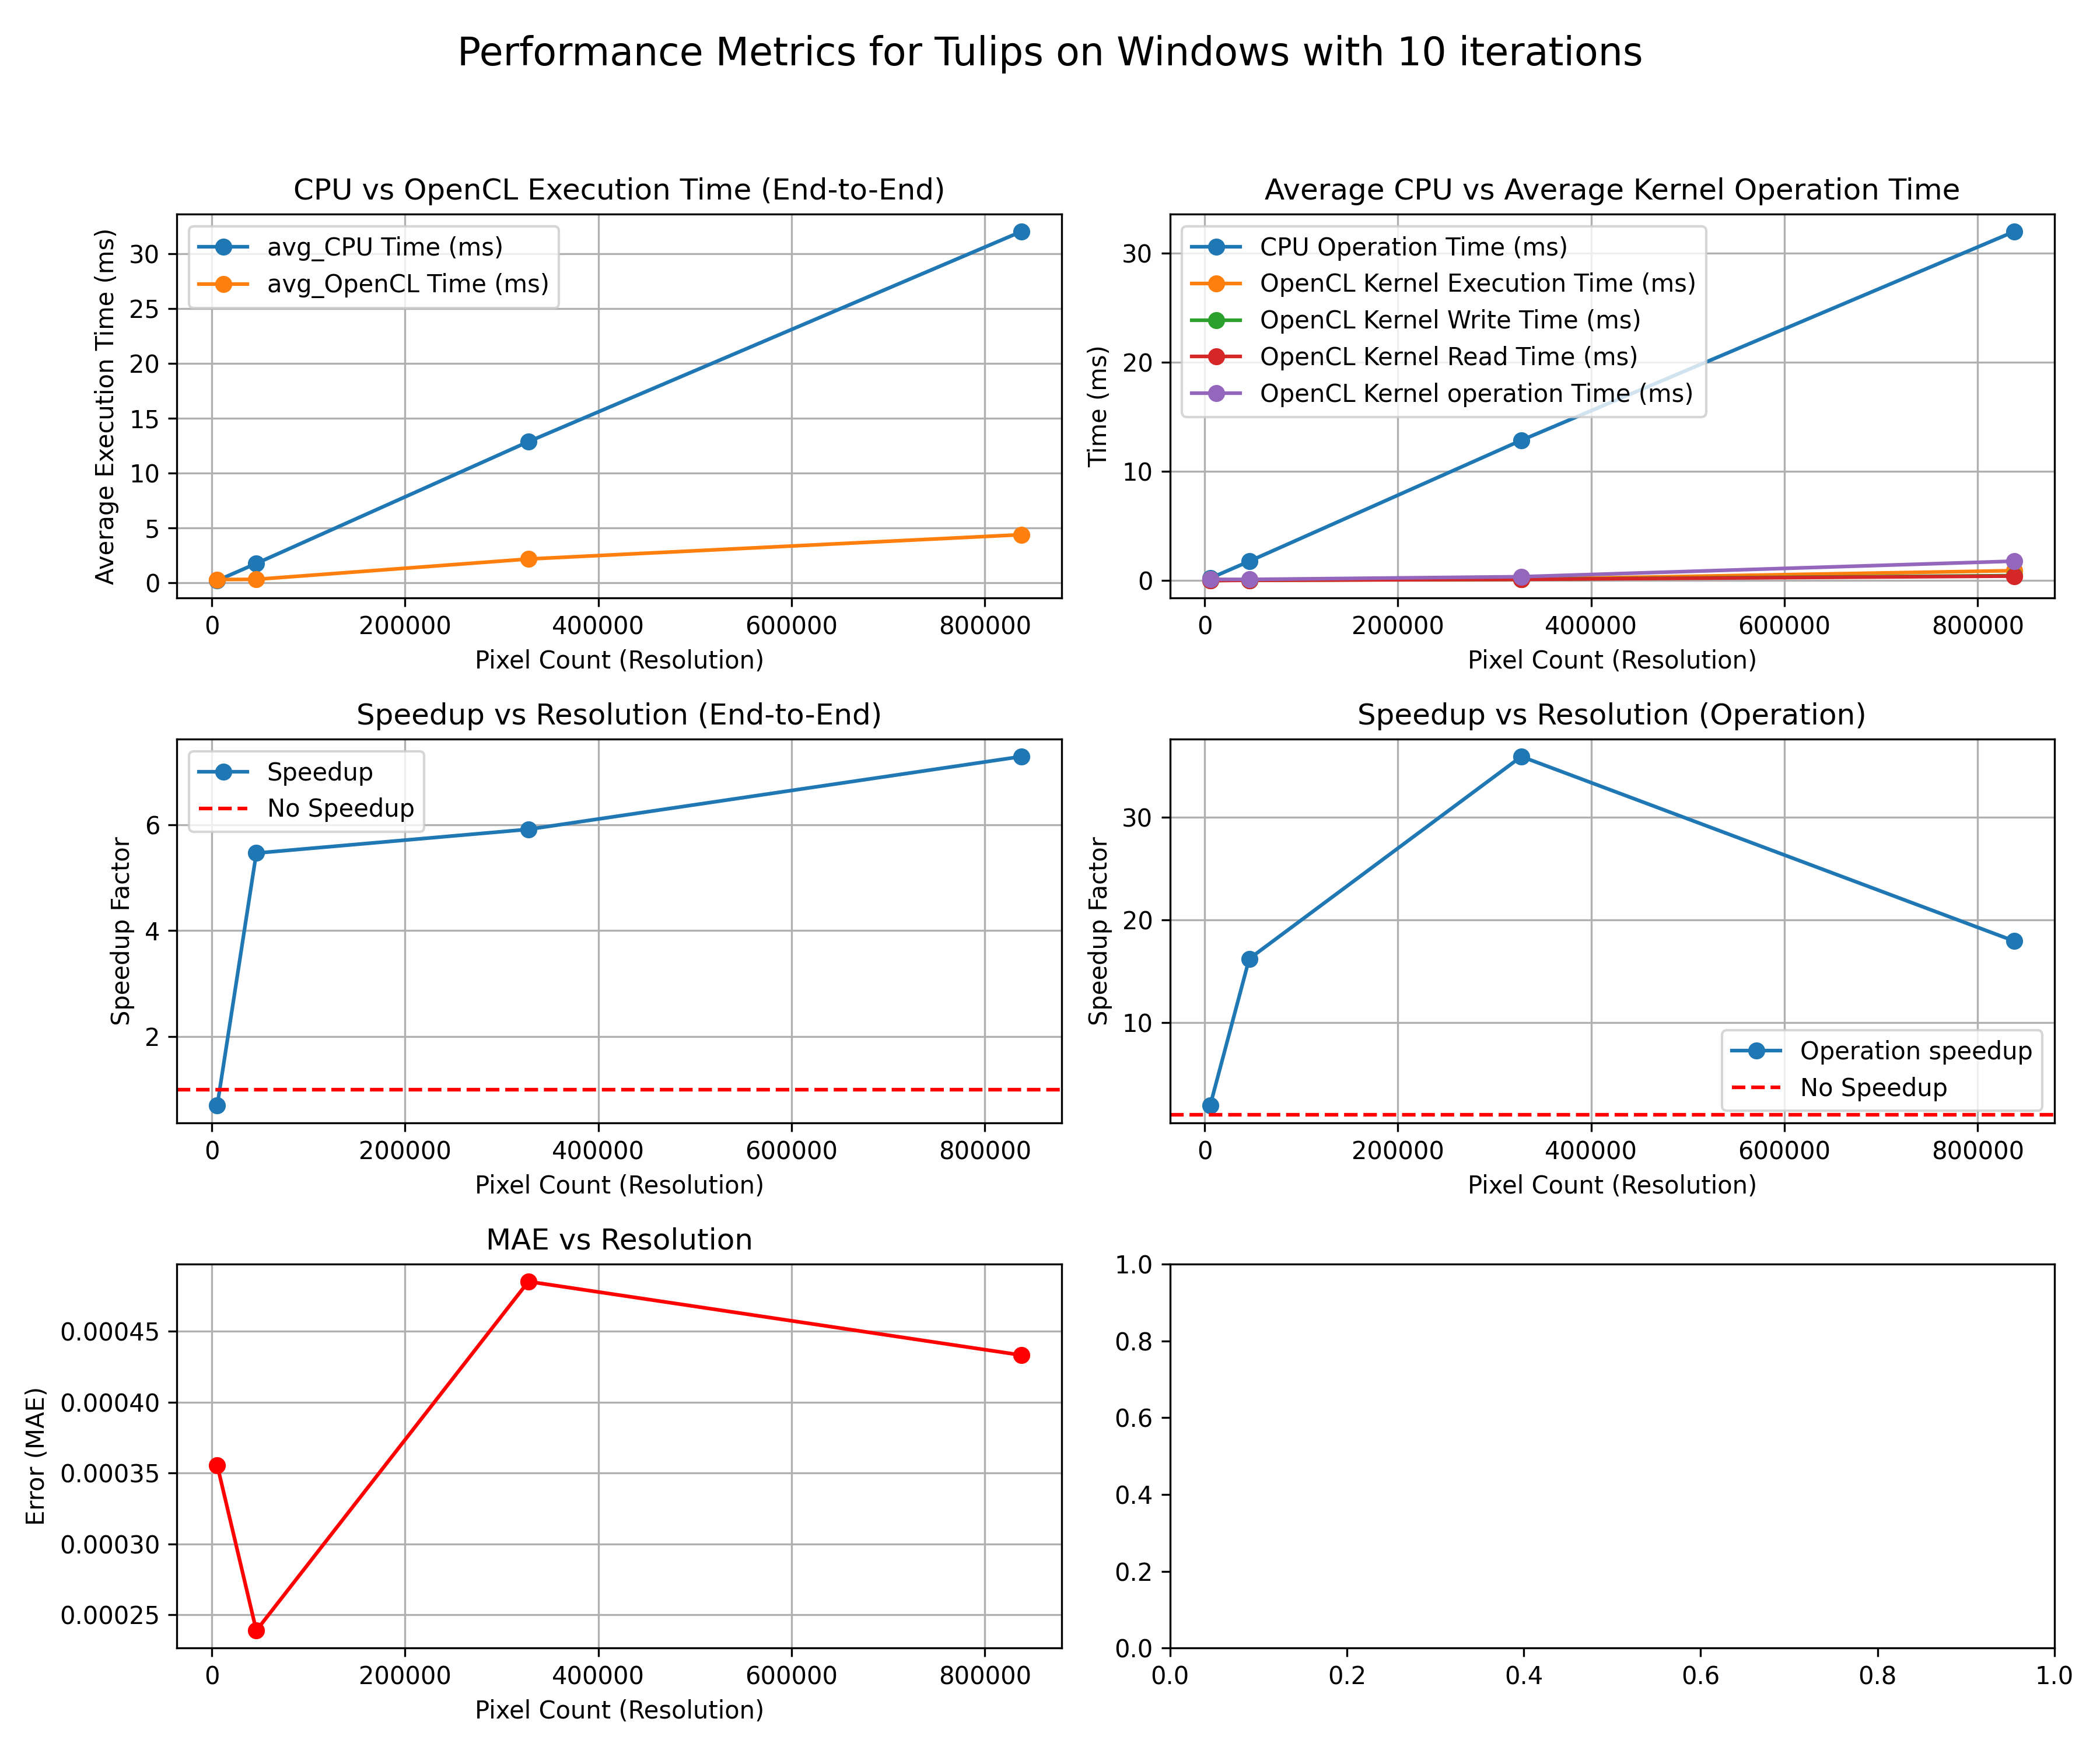 Performance Metrics for Tulips on Windows with 10 iterations
CPU vs OpenCL Execution Time (End-to-End)
avg_CPU Time (ms)
avg_OpenCL Time (ms)
Average Execution Time (ms)
30
25
20
15
10
5
0
0 200000 400000 600000 800000
Pixel Count (Resolution)
Average CPU vs Average Kernel Operation Time
CPU Operation Time (ms)
OpenCL Kernel Execution Time (ms)
OpenCL Kernel Write Time (ms)
OpenCL Kernel Read Time (ms)
OpenCL Kernel operation Time (ms)
Time (ms)
30
20
10
0
0 200000 400000 600000 800000
Pixel Count (Resolution)
Speedup vs Resolution (End-to-End)
Speedup
No Speedup
Speedup Factor
6
4
2
0 200000 400000 600000 800000
Pixel Count (Resolution)
Speedup vs Resolution (Operation)
Speedup Factor
30
20
10
Operation speedup
No Speedup
0 200000 400000 600000 800000
Pixel Count (Resolution)
MAE vs Resolution
Error (MAE)
0.00045
0.00040
0.00035
0.00030
0.00025
0 200000 400000 600000 800000
Pixel Count (Resolution)
1.0
0.8
0.6
0.4
0.2
0.0
0.0 0.2 0.4 0.6 0.8 1.0